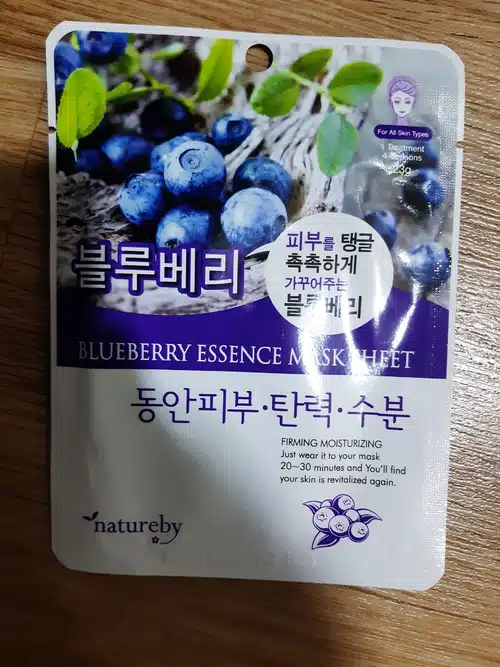 For All Skin Types
1 Treatment
4 Seasons
23g
블루베리
피부를 탱글
촉촉하게
가꾸어주는
블루베리
BLUEBERRY ESSENCE MASK SHEET
동안피부·탄력·수분
FIRMING MOISTURIZING
Just wear it to your mask
20~30 minutes and You'll find
your skin is revitalized again.
natureby